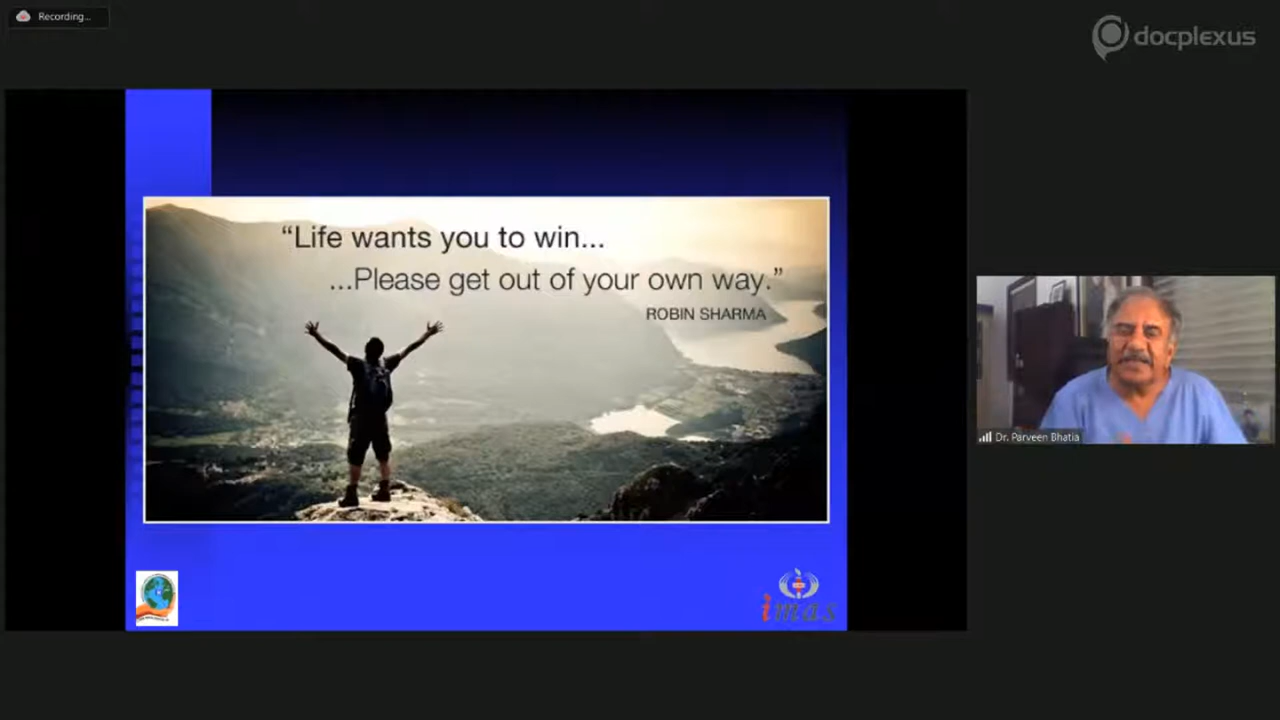 Recording...
docplexus
“Life wants you to win...
...Please get out of your own way.”
ROBIN SHARMA
Dr. Parveen Bhatia
imas